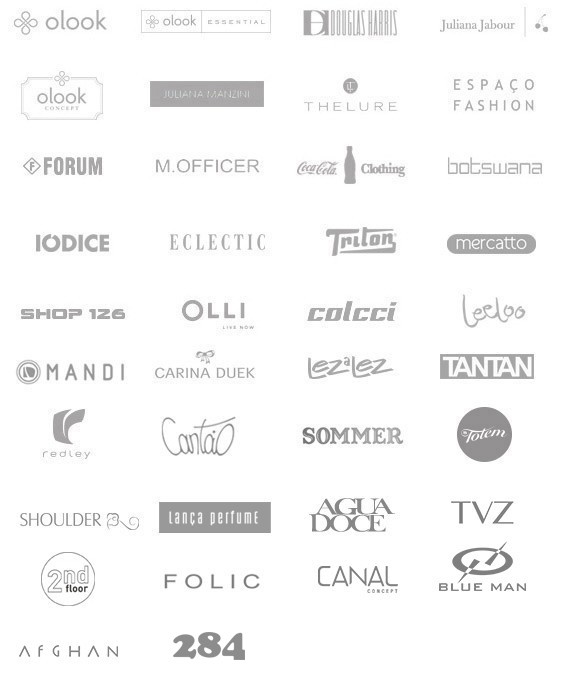 olook
olook ESSENTIAL
DOUGLAS HARRIS
Juliana Jabour
olook
CONCEPT
JULIANA MANZINI
THELURE
ESPAÇO
FASHION
F FORUM
M.OFFICER
Coca-Cola Clothing
botswana
IÓDICE
ECLECTIC
Triton
mercatto
SHOP 126
OLLI
LIVE NOW
colcci
Leeloo
MANDI
CARINA DUEK
LEZ a LEZ
TANTAN
redley
Cantão
SOMMER
Totem
SHOULDER
Lança perfume
AGUA
DOCE
TVZ
2nd
floor
FOLIC
CANAL
CONCEPT
BLUE MAN
AFGHAN
284